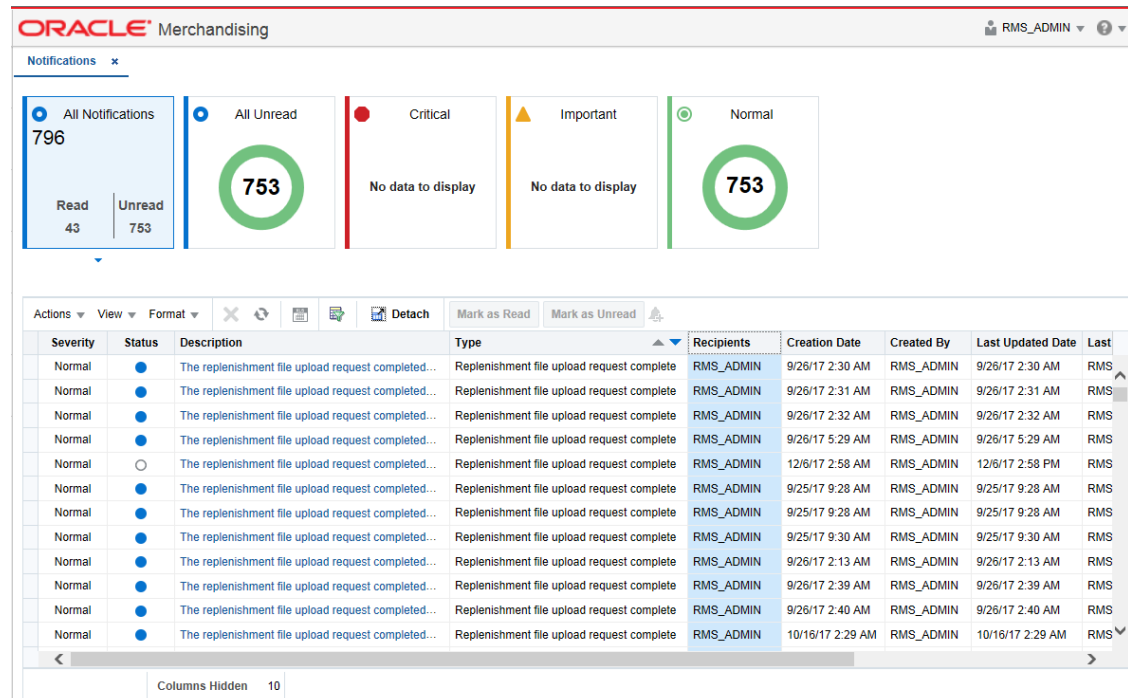 ORACLE® Merchandising RMS_ADMIN ?
Notifications x
All Notifications
796
Read Unread
43 753
All Unread
753
Critical
No data to display
Important
No data to display
Normal
753
Actions View Format Detach Mark as Read Mark as Unread
Severity Status Description Type Recipients Creation Date Created By Last Updated Date Last
Normal The replenishment file upload request completed... Replenishment file upload request complete RMS_ADMIN 9/26/17 2:30 AM RMS_ADMIN 9/26/17 2:30 AM RMS
Normal The replenishment file upload request completed... Replenishment file upload request complete RMS_ADMIN 9/26/17 2:31 AM RMS_ADMIN 9/26/17 2:31 AM RMS
Normal The replenishment file upload request completed... Replenishment file upload request complete RMS_ADMIN 9/26/17 2:32 AM RMS_ADMIN 9/26/17 2:32 AM RMS
Normal The replenishment file upload request completed... Replenishment file upload request complete RMS_ADMIN 9/26/17 5:29 AM RMS_ADMIN 9/26/17 5:29 AM RMS
Normal The replenishment file upload request completed... Replenishment file upload request complete RMS_ADMIN 12/6/17 2:58 AM RMS_ADMIN 12/6/17 2:58 PM RMS
Normal The replenishment file upload request completed... Replenishment file upload request complete RMS_ADMIN 9/25/17 9:28 AM RMS_ADMIN 9/25/17 9:28 AM RMS
Normal The replenishment file upload request completed... Replenishment file upload request complete RMS_ADMIN 9/25/17 9:28 AM RMS_ADMIN 9/25/17 9:28 AM RMS
Normal The replenishment file upload request completed... Replenishment file upload request complete RMS_ADMIN 9/25/17 9:30 AM RMS_ADMIN 9/25/17 9:30 AM RMS
Normal The replenishment file upload request completed... Replenishment file upload request complete RMS_ADMIN 9/26/17 2:13 AM RMS_ADMIN 9/26/17 2:13 AM RMS
Normal The replenishment file upload request completed... Replenishment file upload request complete RMS_ADMIN 9/26/17 2:39 AM RMS_ADMIN 9/26/17 2:39 AM RMS
Normal The replenishment file upload request completed... Replenishment file upload request complete RMS_ADMIN 9/26/17 2:40 AM RMS_ADMIN 9/26/17 2:40 AM RMS
Normal The replenishment file upload request completed... Replenishment file upload request complete RMS_ADMIN 10/16/17 2:29 AM RMS_ADMIN 10/16/17 2:29 AM RMS
Columns Hidden 10